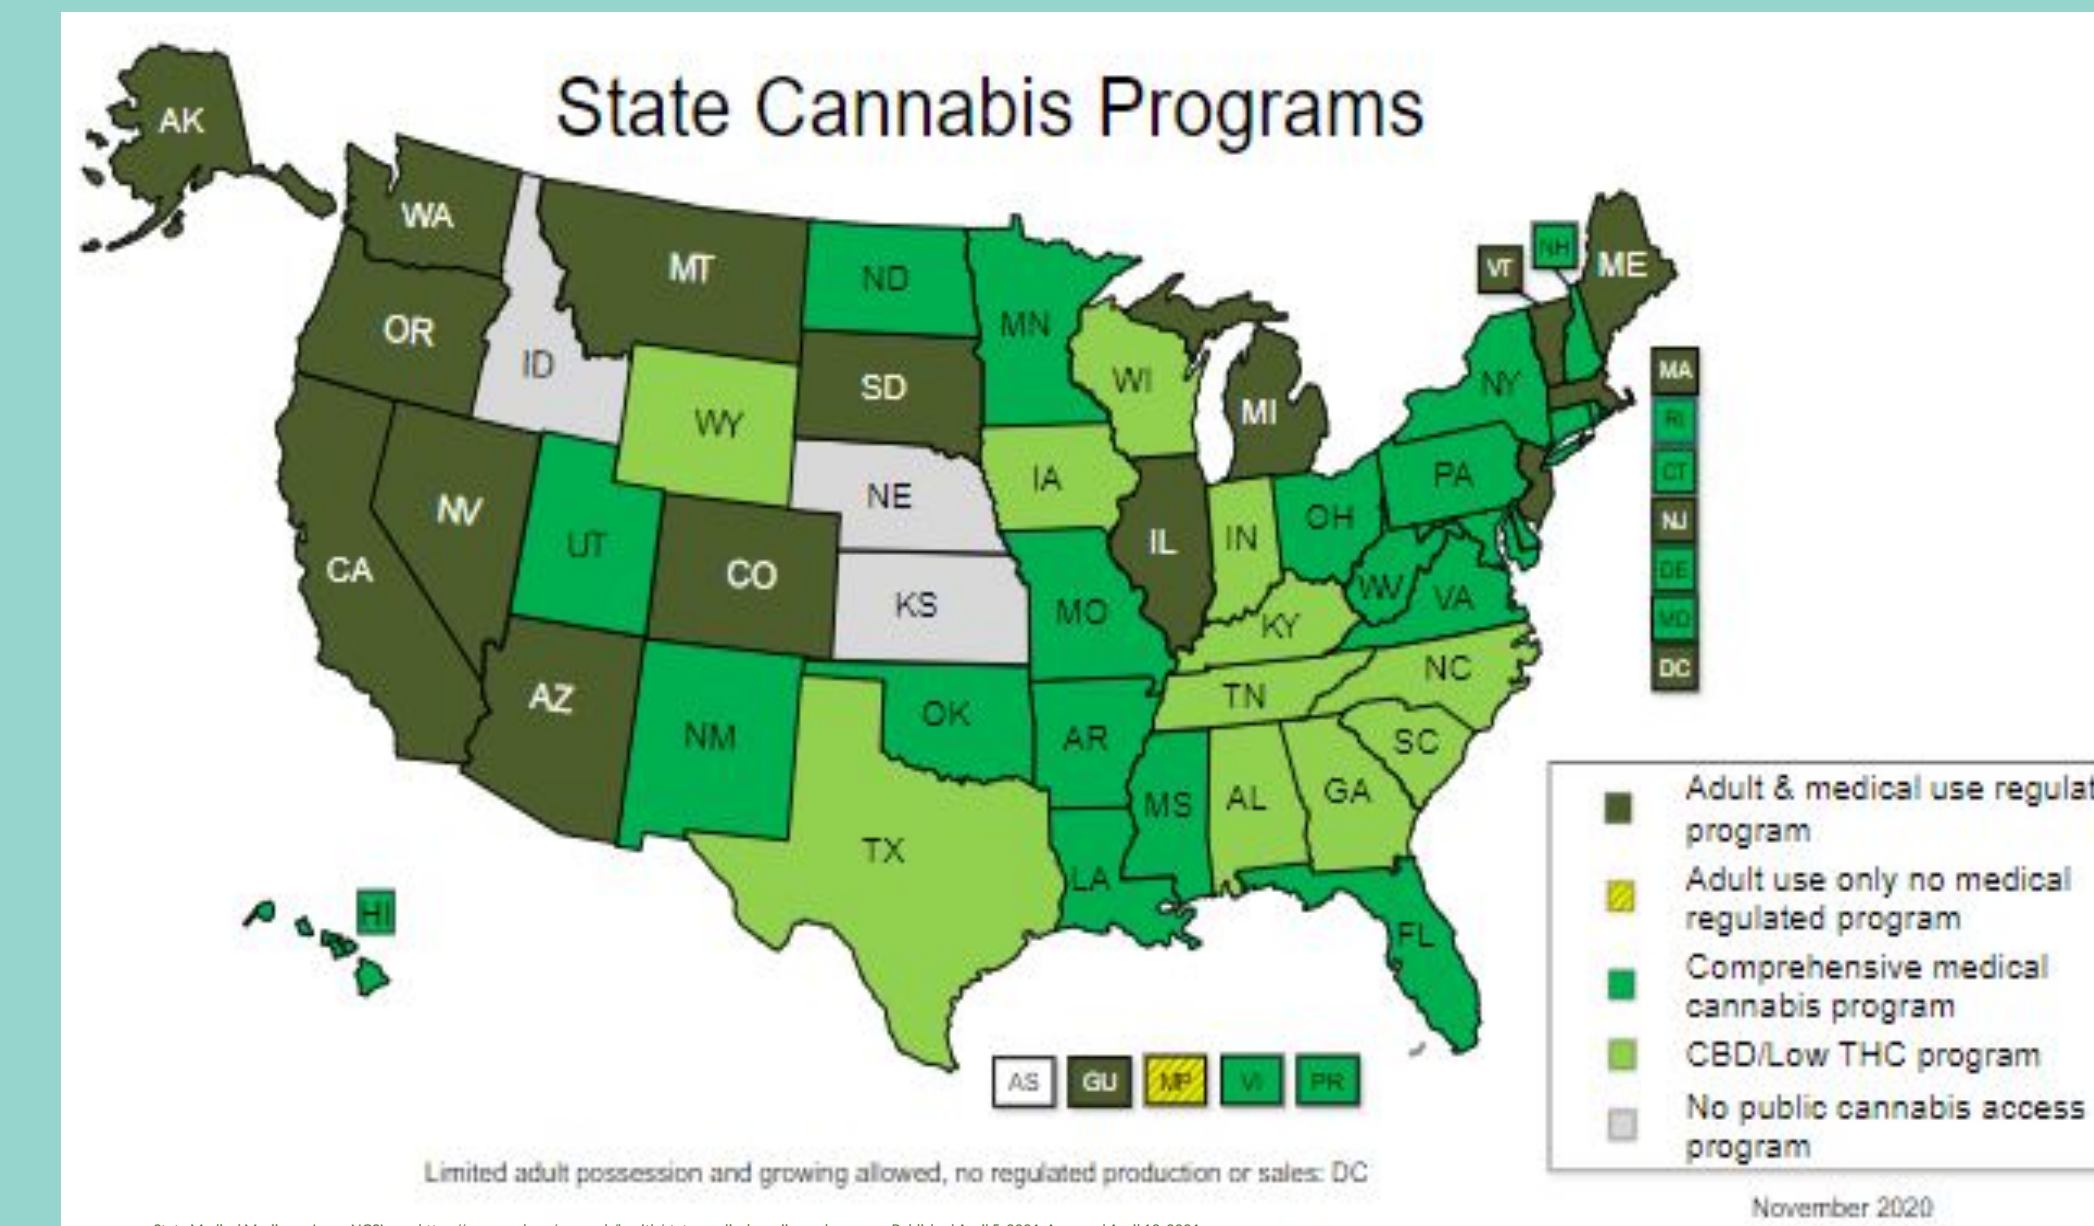 State Cannabis Programs
AK
WA
MT
ND
MN
VT
NH
ME
OR
ID
SD
WI
MI
NY
MA
WY
RI
NE
IA
PA
CT
NV
IL
IN
OH
NJ
UT
CO
KS
MO
WV
VA
DE
CA
KY
MD
AZ
NM
OK
AR
TN
NC
DC
SC
TX
MS
AL
GA
LA
FL
HI
AS
GU
MP
VI
PR
Adult & medical use regulat
program
Adult use only no medical
regulated program
Comprehensive medical
cannabis program
CBD/Low THC program
No public cannabis access
program
Limited adult possession and growing allowed, no regulated production or sales: DC
November 2020